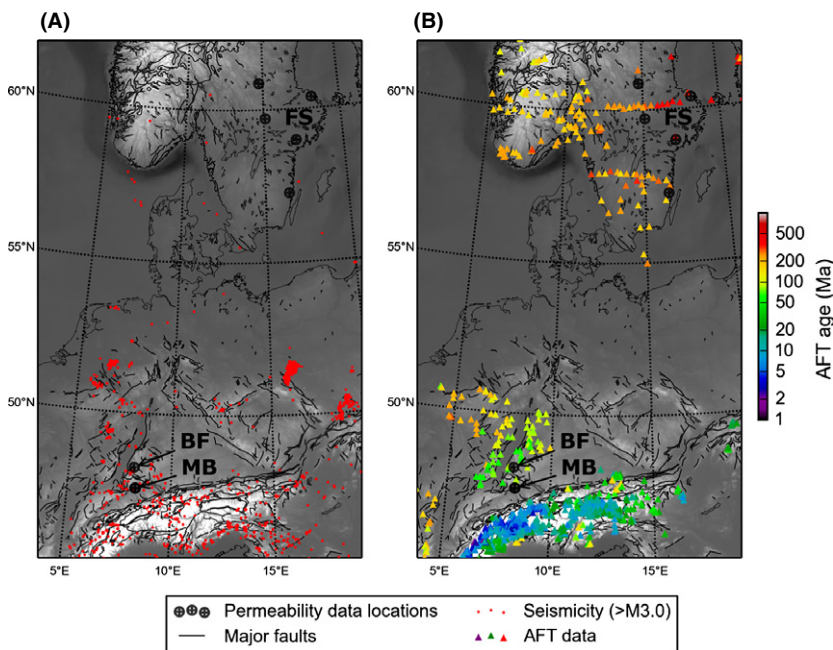 (A)
(B)
60°N
55°N
50°N
5°E
10°E
15°E
FS
BF
MB
60°N
55°N
50°N
5°E
10°E
15°E
FS
BF
MB
500
200
100
50
20
10
5
2
1
AFT age (Ma)
Permeability data locations
Seismicity (>M3.0)
Major faults
AFT data